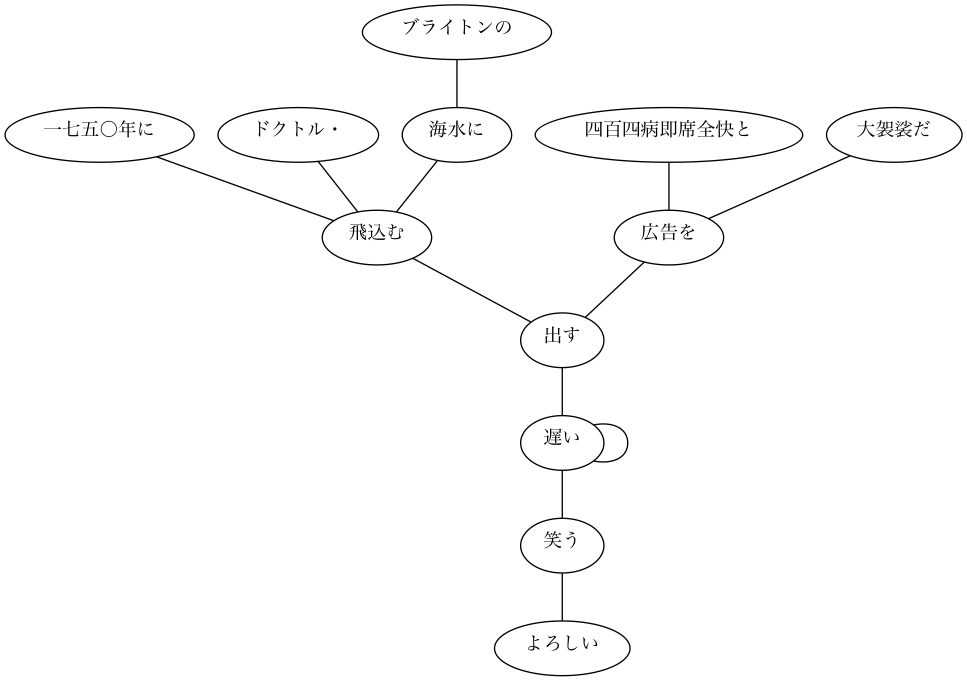 ブライトンの
一七五〇年に
ドクトル・
海水に
四百四病即席全快と
大袈裟だ
飛込む
広告を
出す
遅い
笑う
よろしい